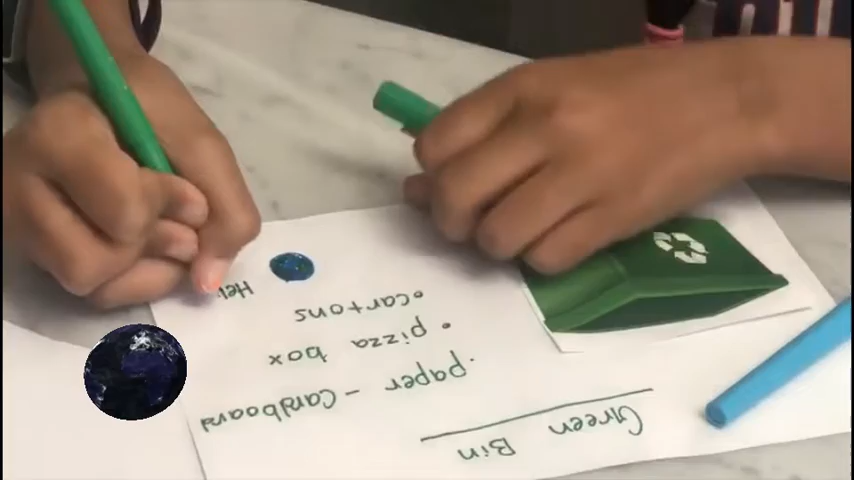 Green Bin
• paper - Cardboard
• pizza box
• cartons